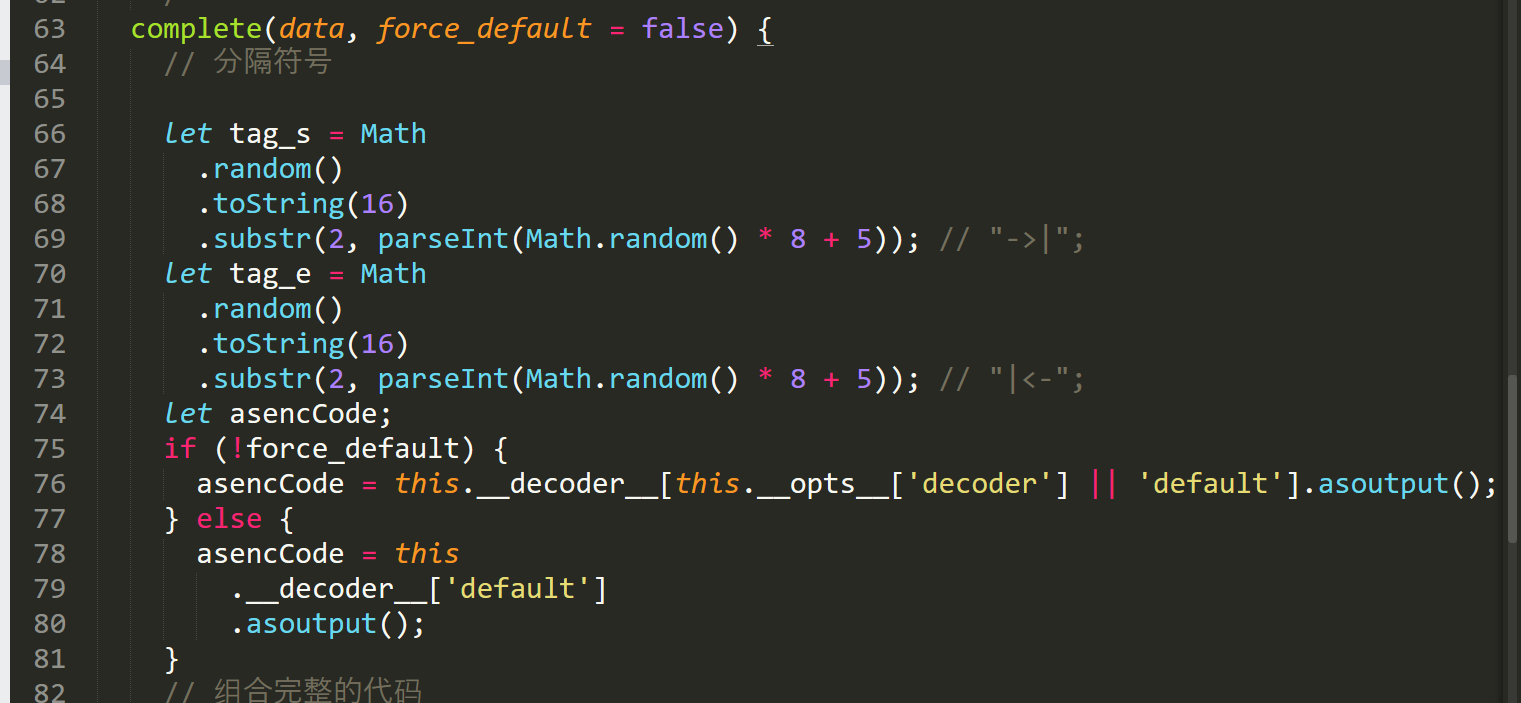 63 complete(data, force_default = false) {
64 // 分隔符号
65
66 let tag_s = Math
67 .random()
68 .toString(16)
69 .substr(2, parseInt(Math.random() * 8 + 5)); // "->|";
70 let tag_e = Math
71 .random()
72 .toString(16)
73 .substr(2, parseInt(Math.random() * 8 + 5)); // "|<-";
74 let asencCode;
75 if (!force_default) {
76 asencCode = this.__decoder__[this.__opts__['decoder'] || 'default'].asoutput();
77 } else {
78 asencCode = this
79 .__decoder__['default']
80 .asoutput();
81 }
82 // 组合完整的代码